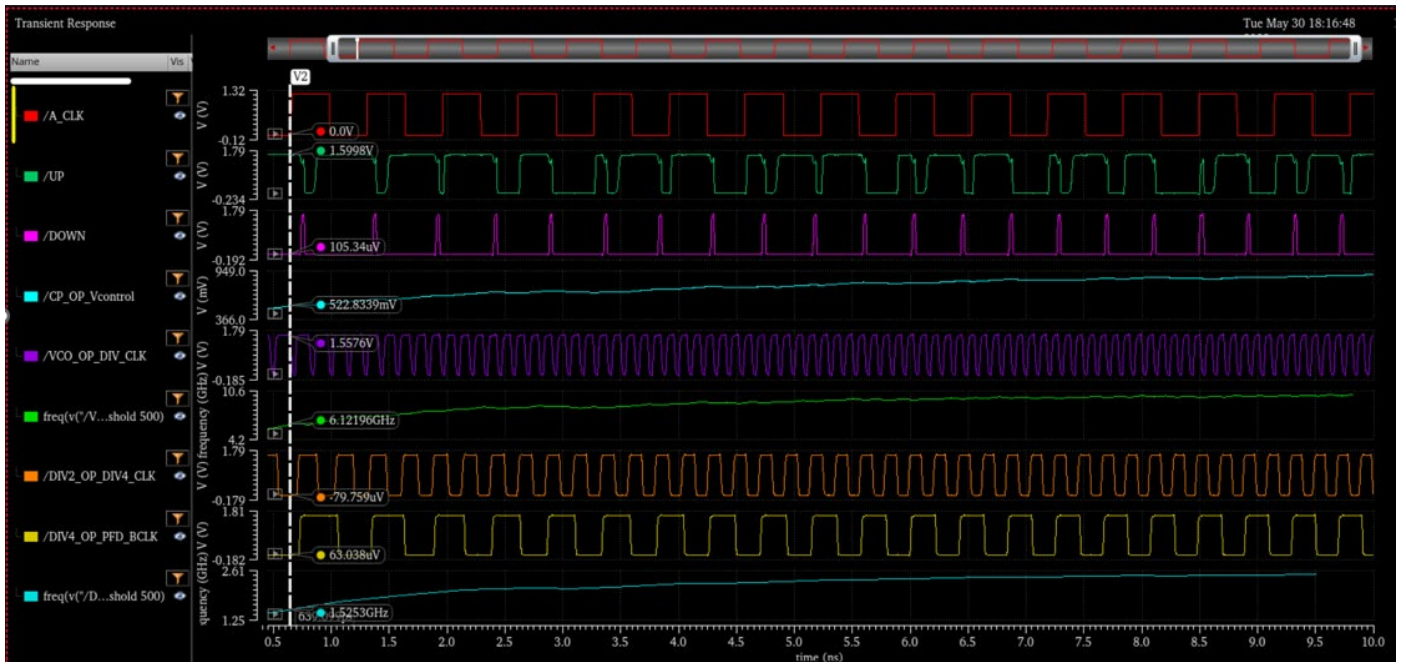 Transient Response
Tue May 30 18:16:48
Name
Vis
V2
/A_CLK
V (V)
1.32
-0.12
0.0V
/UP
V (V)
1.79
-0.234
1.5998V
/DOWN
V (V)
1.79
-0.192
105.34uV
/CP_OP_Vcontrol
V (mV)
949.0
366.0
522.8339mV
/VCO_OP_DIV_CLK
V (V)
1.79
-0.185
1.5576V
freq(v("/V...shold 500)
frequency (GHz)
10.6
4.2
6.12196GHz
/DIV2_OP_DIV4_CLK
V (V)
1.79
-0.179
-79.759uV
/DIV4_OP_PFD_BCLK
V (V)
1.81
-0.182
63.038uV
freq(v("/D...shold 500)
quency (GHz)
2.61
1.25
1.5253GHz
0.5 1.0 1.5 2.0 2.5 3.0 3.5 4.0 4.5 5.0 5.5 6.0 6.5 7.0 7.5 8.0 8.5 9.0 9.5 10.0
time (ns)